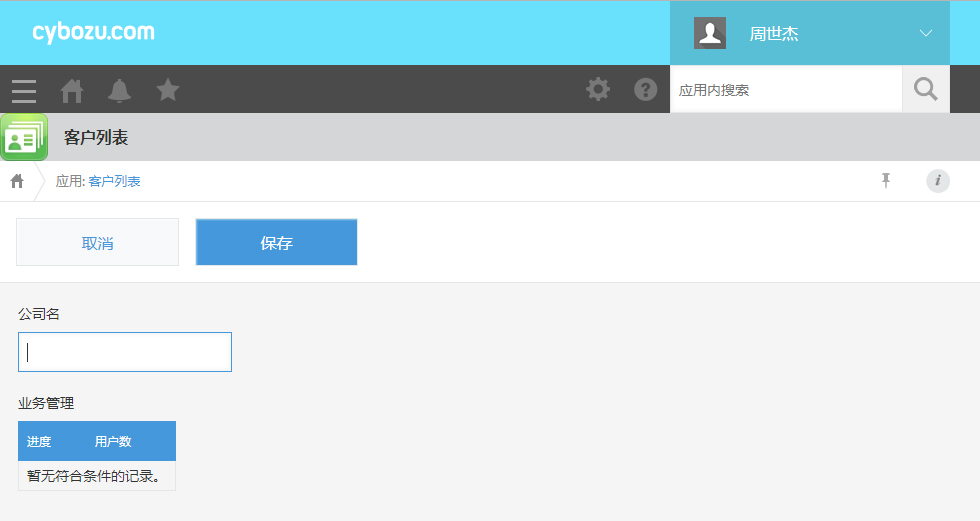 cybozu.com
周世杰
应用内搜索
客户列表
应用: 客户列表
取消
保存
公司名
业务管理
进度 用户数
暂无符合条件的记录。